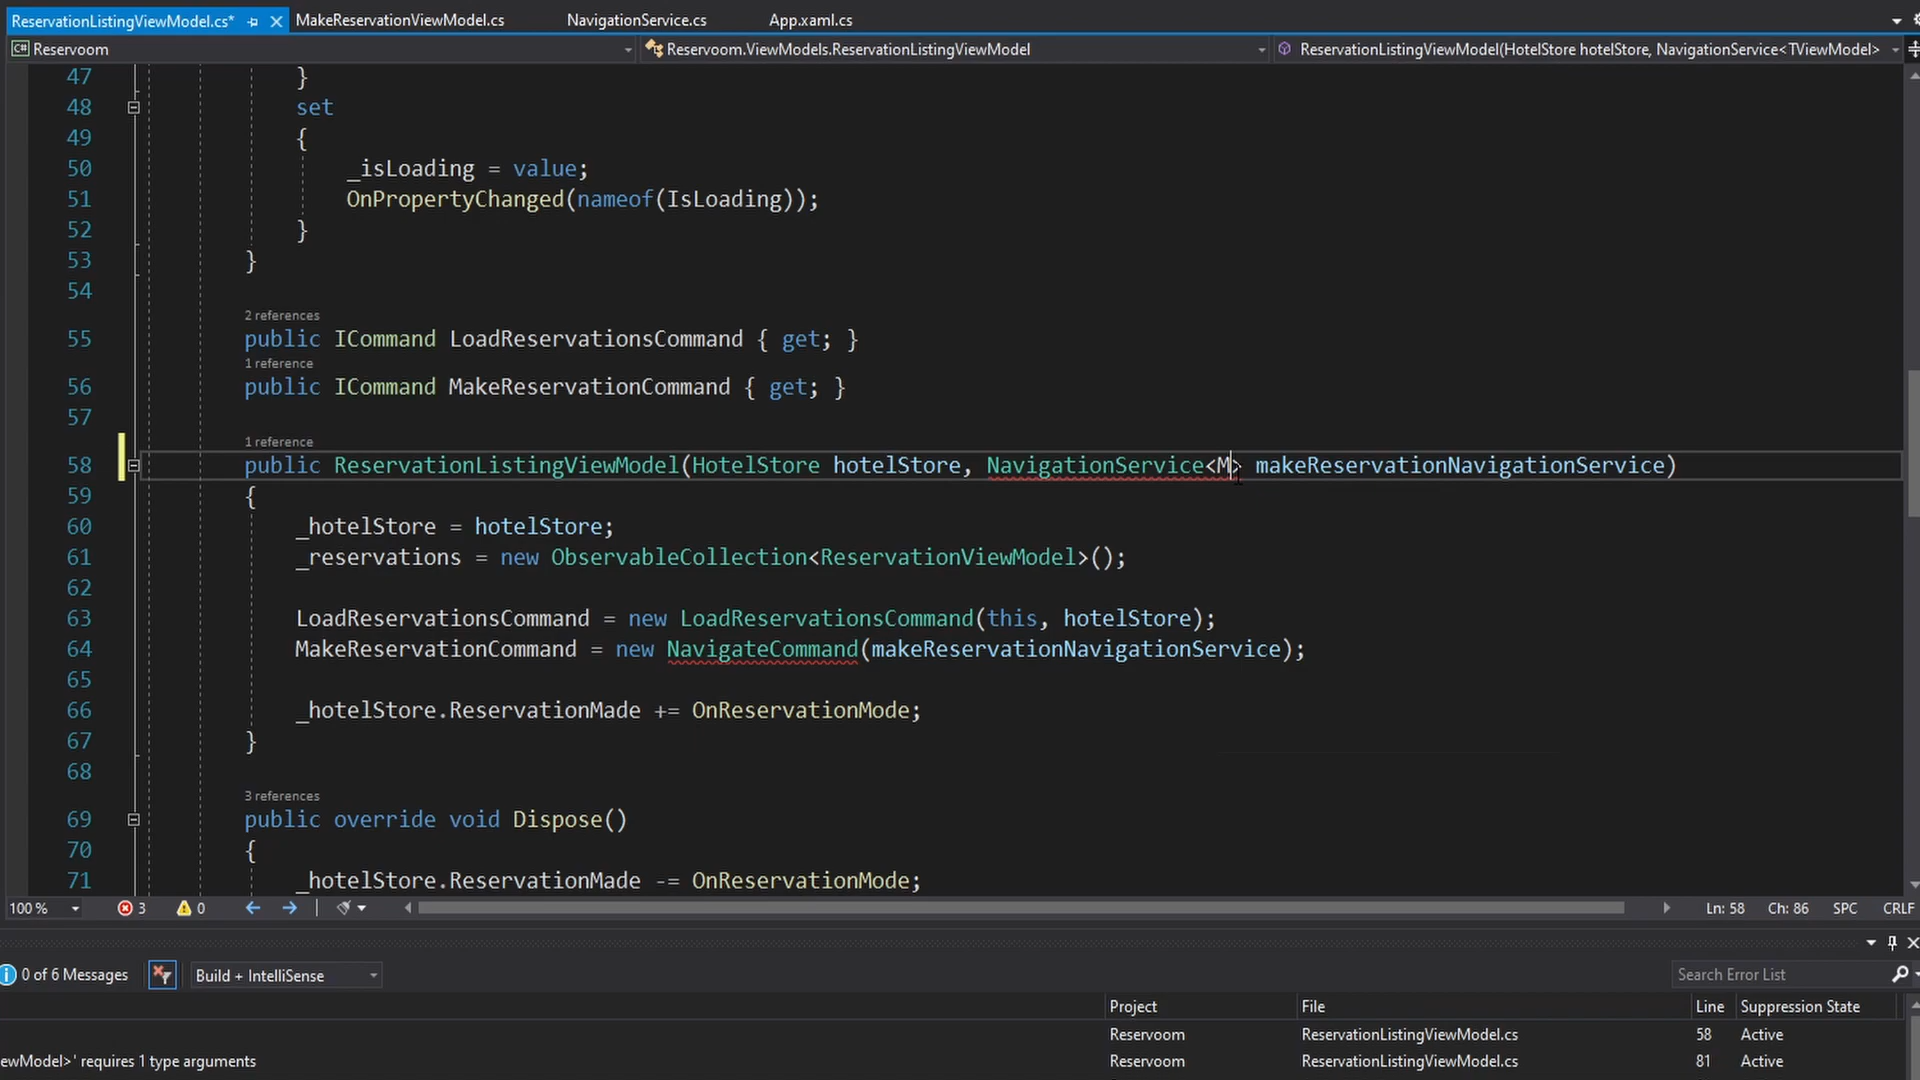 ReservationListingViewModel.cs* MakeReservationViewModel.cs NavigationService.cs App.xaml.cs
C# Reservoom Reservoom.ViewModels.ReservationListingViewModel ReservationListingViewModel(HotelStore hotelStore, NavigationService<TViewModel>
47 }
48 set
49 {
50 _isLoading = value;
51 OnPropertyChanged(nameof(IsLoading));
52 }
53 }
54
2 references
55 public ICommand LoadReservationsCommand { get; }
1 reference
56 public ICommand MakeReservationCommand { get; }
57
1 reference
58 public ReservationListingViewModel(HotelStore hotelStore, NavigationService<M> makeReservationNavigationService)
59 {
60 _hotelStore = hotelStore;
61 _reservations = new ObservableCollection<ReservationViewModel>();
62
63 LoadReservationsCommand = new LoadReservationsCommand(this, hotelStore);
64 MakeReservationCommand = new NavigateCommand(makeReservationNavigationService);
65
66 _hotelStore.ReservationMade += OnReservationMode;
67 }
68
3 references
69 public override void Dispose()
70 {
71 _hotelStore.ReservationMade -= OnReservationMode;
100 % 3 0 Ln: 58 Ch: 86 SPC CRLF
0 of 6 Messages Build + IntelliSense Search Error List
Project File Line Suppression State
Reservoom ReservationListingViewModel.cs 58 Active
ewModel>' requires 1 type arguments Reservoom ReservationListingViewModel.cs 81 Active